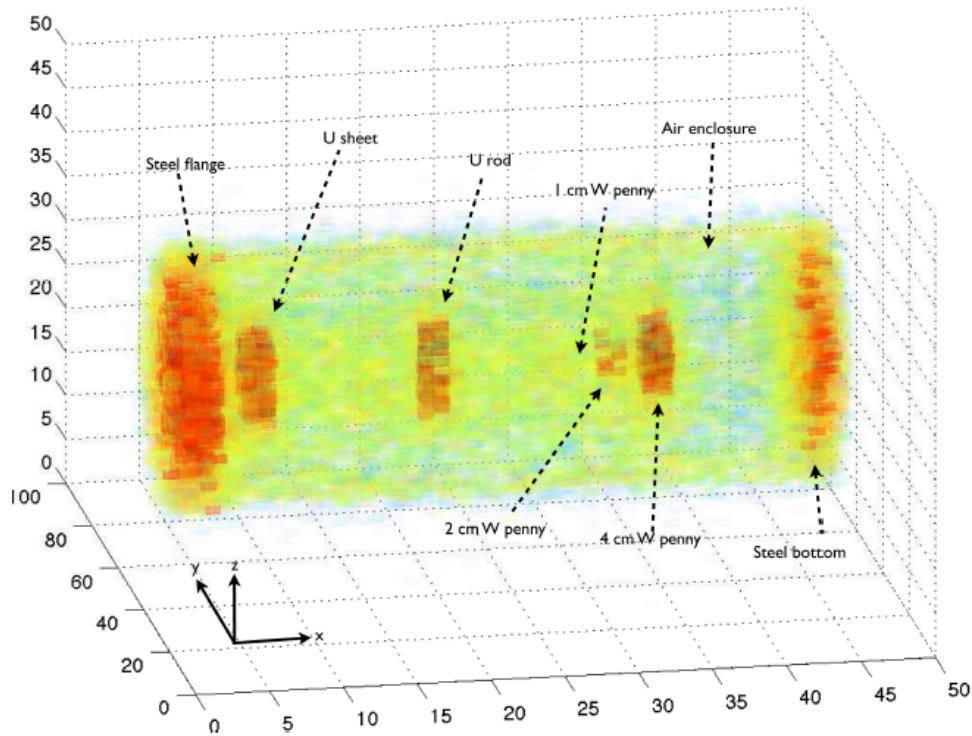 50
45
40
35
30
25
20
15
10
5
0
Air enclosure
U sheet
Steel flange
U rod
1 cm W penny
2 cm W penny
4 cm W penny
Steel bottom
y
z
x
100
80
60
40
20
0
0
5
10
15
20
25
30
35
40
45
50